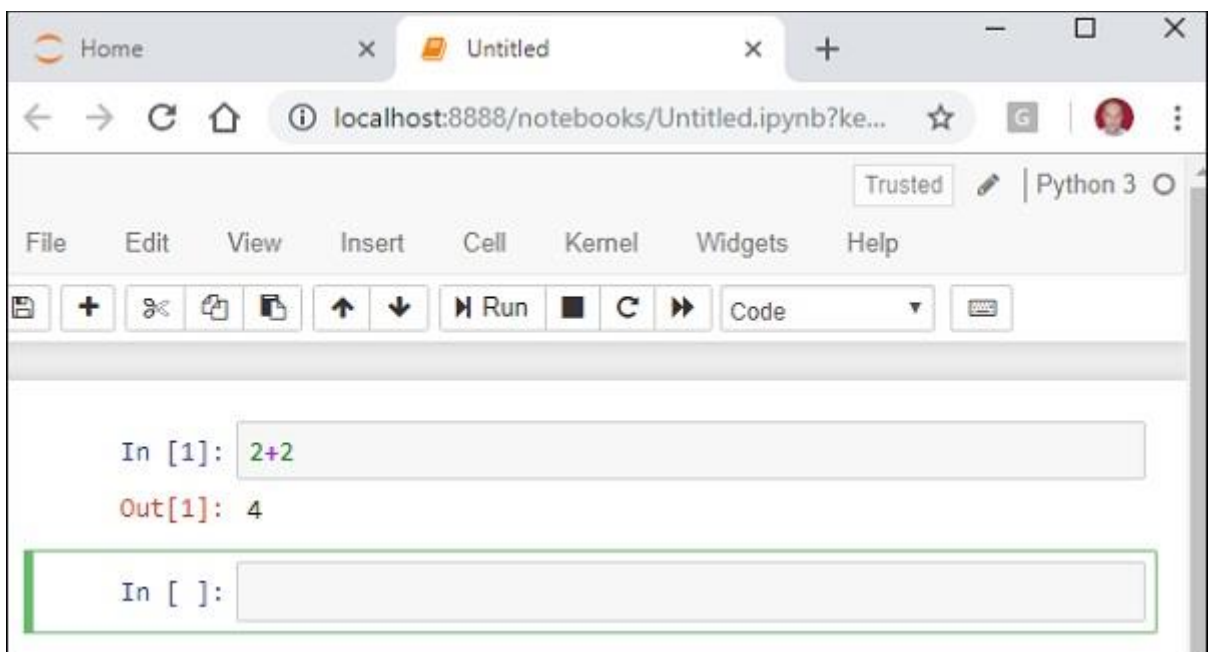 Home Untitled
localhost:8888/notebooks/Untitled.ipynb?ke... G
Trusted Python 3
File Edit View Insert Cell Kernel Widgets Help
Run Code
In [1]: 2+2
Out[1]: 4
In [ ]: